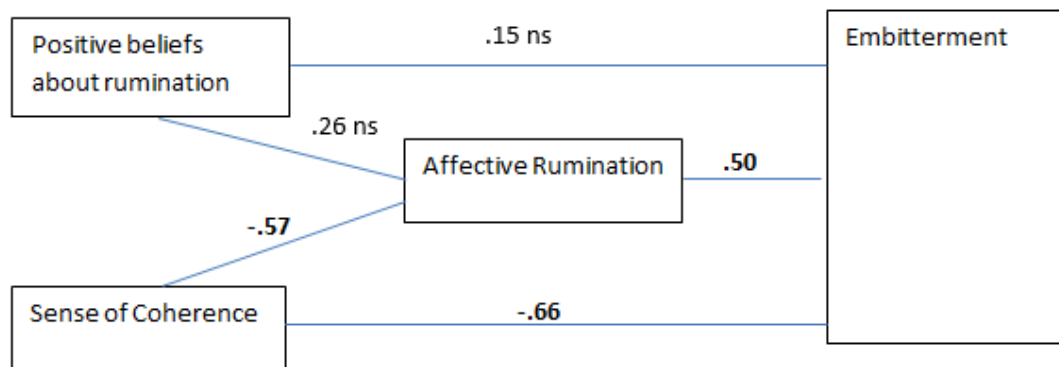 Positive beliefs
about rumination
.15 ns
Embitterment
.26 ns
Affective Rumination
.50
-.57
Sense of Coherence
-.66